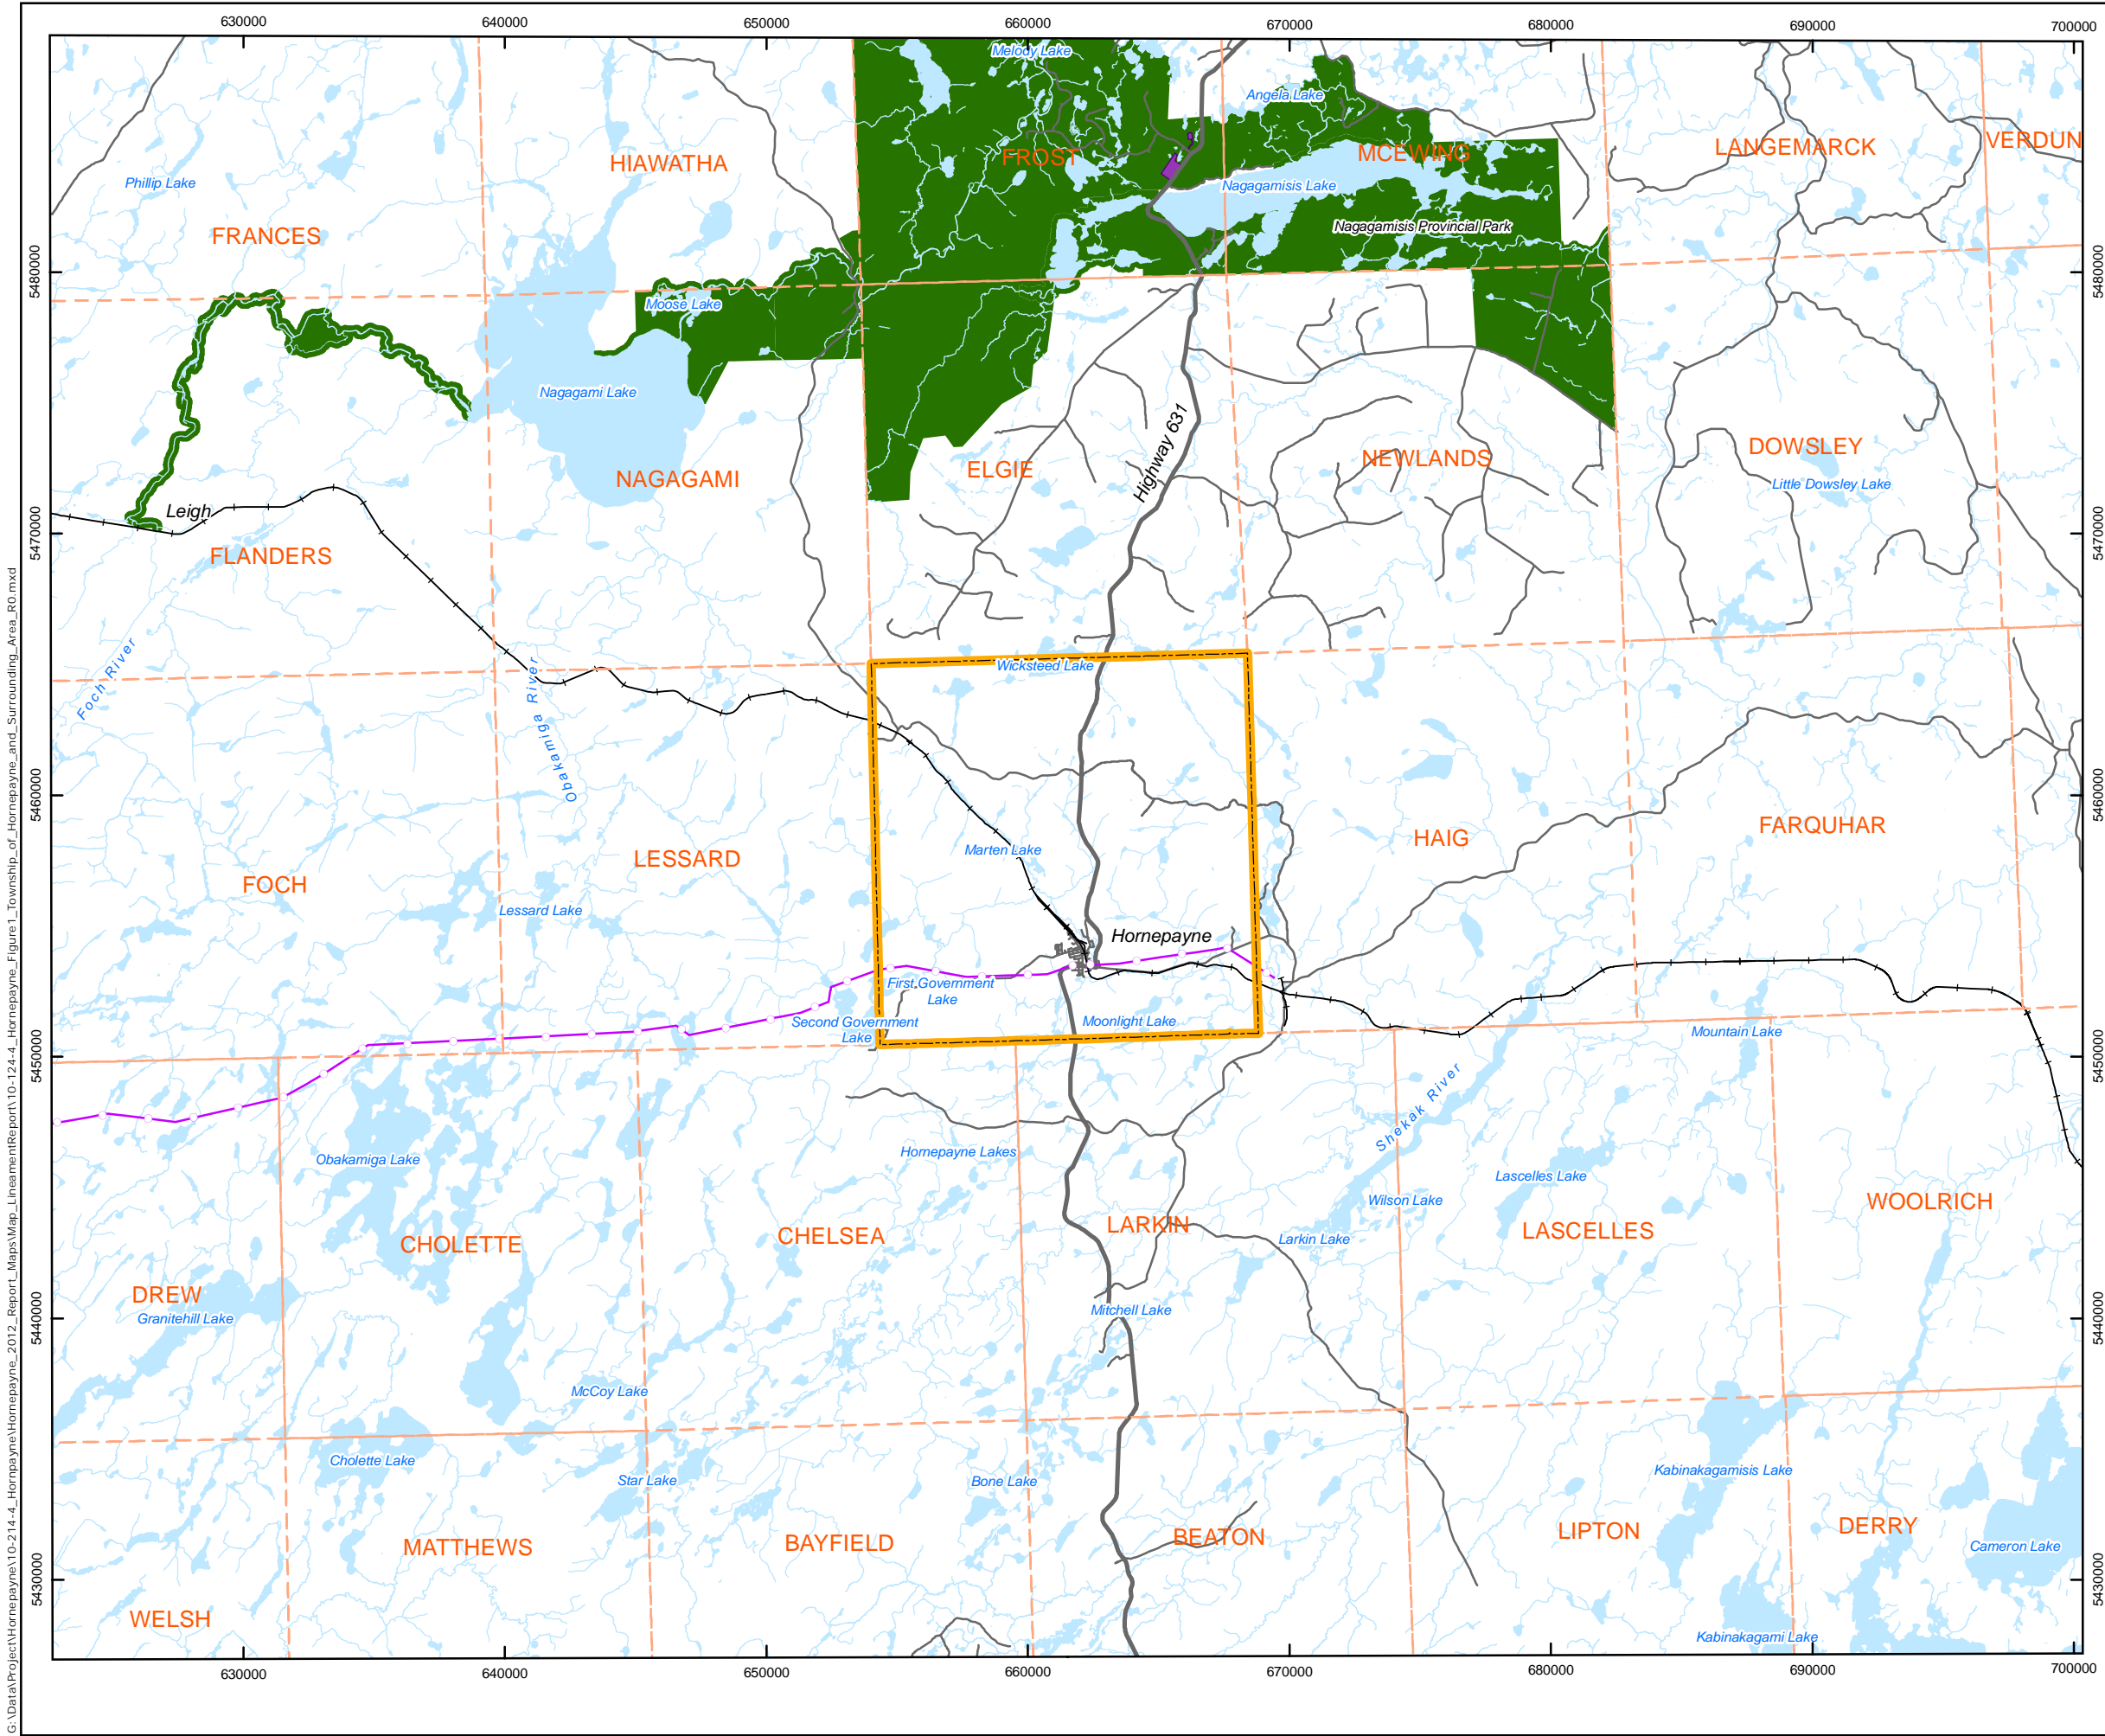 630000
640000
650000
660000
670000
680000
690000
700000
Melody Lake
Angela Lake
HIAWATHA
FROST
MCEWING
LANGEMARCK
VERDUN
Phillip Lake
Nagagamisis Lake
FRANCES
Nagagamisis Provincial Park
5480000
5480000
Moose Lake
Nagagami Lake
Highway 631
NAGAGAMI
ELGIE
NEWLANDS
DOWSLEY
Little Dowsley Lake
Leigh
5470000
5470000
FLANDERS
Foch River
Obakamiga River
Wicksteed Lake
5460000
5460000
Marten Lake
HAIG
FARQUHAR
LESSARD
FOCH
Lessard Lake
Hornepayne
First Government
Lake
Second Government
Lake
Moonlight Lake
Mountain Lake
5450000
5450000
Shekak River
Obakamiga Lake
Hornepayne Lakes
Lascelles Lake
Wilson Lake
WOOLRICH
CHOLETTE
CHELSEA
LARKIN
Larkin Lake
LASCELLES
DREW
Granitehill Lake
Mitchell Lake
5440000
5440000
McCoy Lake
Cholette Lake
Star Lake
Bone Lake
Kabinakagamisis Lake
MATTHEWS
BAYFIELD
BEATON
LIPTON
DERRY
Cameron Lake
5430000
5430000
WELSH
Kabinakagami Lake
630000
640000
650000
660000
670000
680000
690000
700000
G:\Data\Project\Hornepayne\10-214-4_Hornpayne\Hornepayne_2012_Report_Maps\Map_LineamentReport\10-124-4_Hornepayne_Figure1_Township_of_Hornepayne_and_Surrounding_Area_R0.mxd